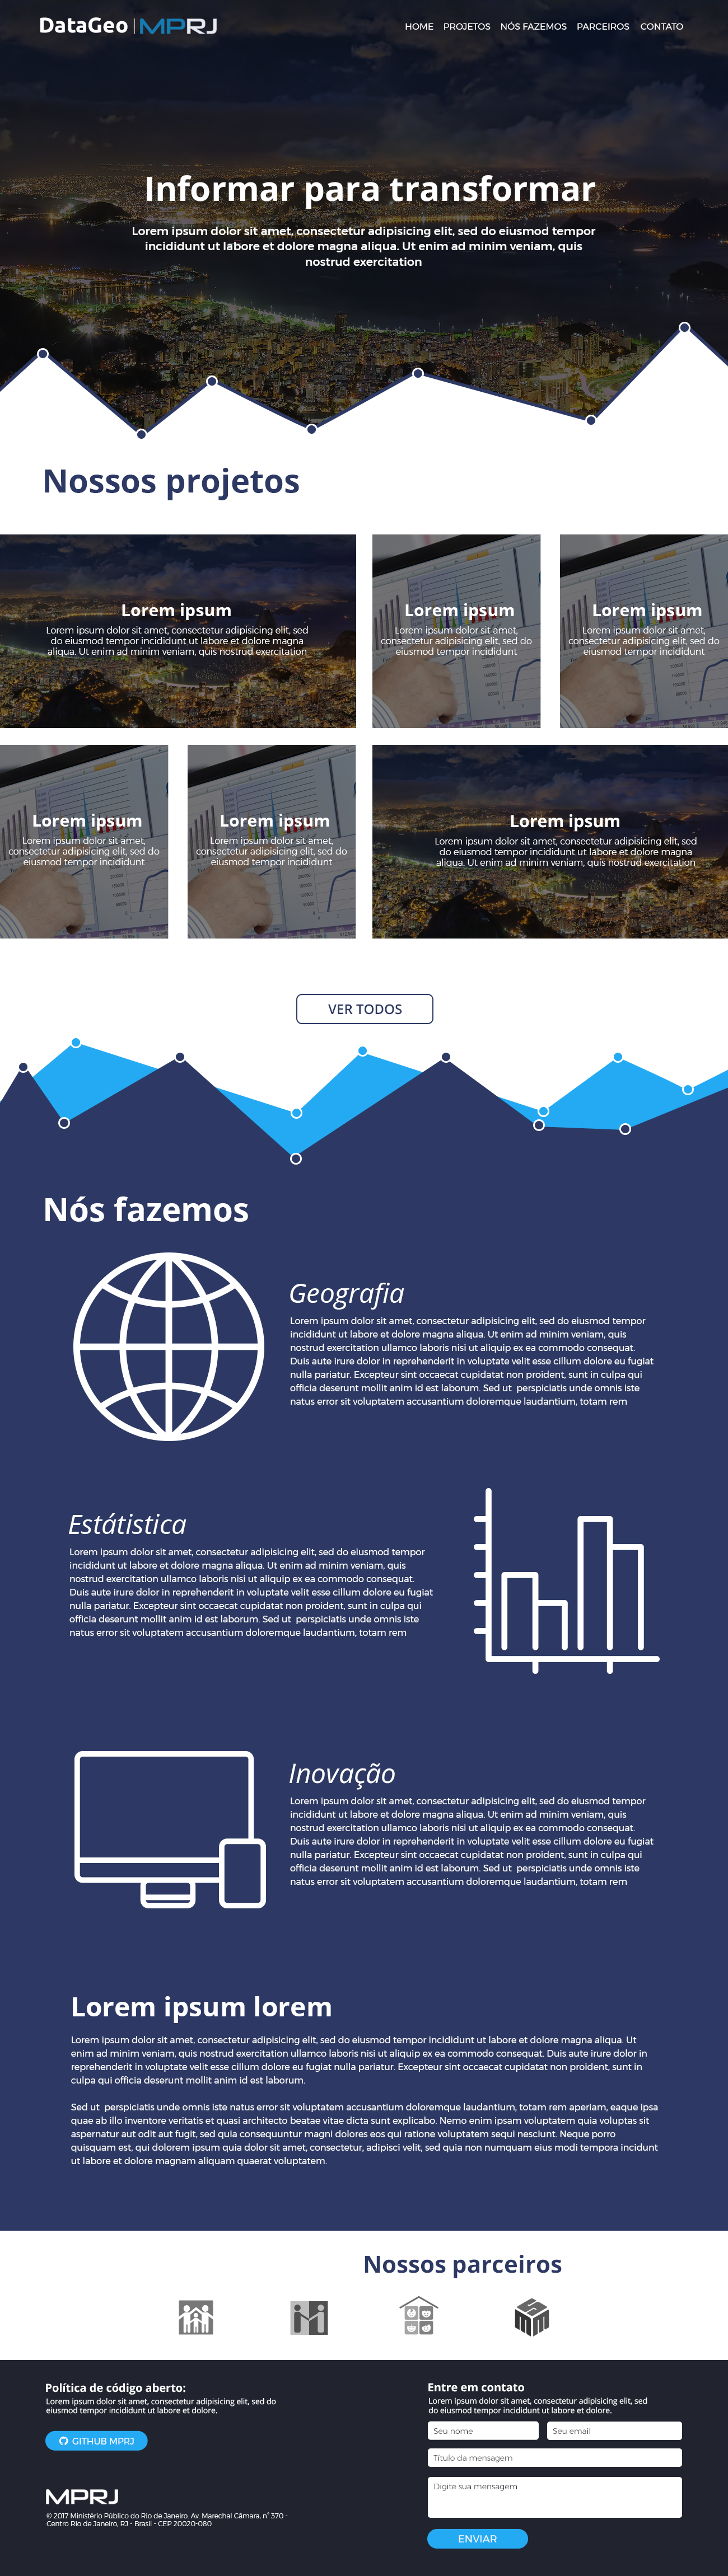 DataGeo | MPRJ
HOME PROJETOS NÓS FAZEMOS PARCEIROS CONTATO
Informar para transformar
Lorem ipsum dolor sit amet, consectetur adipisicing elit, sed do eiusmod tempor
incididunt ut labore et dolore magna aliqua. Ut enim ad minim veniam, quis
nostrud exercitation
Nossos projetos
Lorem ipsum
Lorem ipsum dolor sit amet, consectetur adipisicing elit, sed
do eiusmod tempor incididunt ut labore et dolore magna
aliqua. Ut enim ad minim veniam, quis nostrud exercitation
Lorem ipsum
Lorem ipsum dolor sit amet,
consectetur adipisicing elit, sed do
eiusmod tempor incididunt
Lorem ipsum
Lorem ipsum dolor sit amet,
consectetur adipisicing elit, sed do
eiusmod tempor incididunt
Lorem ipsum
Lorem ipsum dolor sit amet,
consectetur adipisicing elit, sed do
eiusmod tempor incididunt
Lorem ipsum
Lorem ipsum dolor sit amet,
consectetur adipisicing elit, sed do
eiusmod tempor incididunt
Lorem ipsum
Lorem ipsum dolor sit amet, consectetur adipisicing elit, sed
do eiusmod tempor incididunt ut labore et dolore magna
aliqua. Ut enim ad minim veniam, quis nostrud exercitation
VER TODOS
Nós fazemos
Geografia
Lorem ipsum dolor sit amet, consectetur adipisicing elit, sed do eiusmod tempor
incididunt ut labore et dolore magna aliqua. Ut enim ad minim veniam, quis
nostrud exercitation ullamco laboris nisi ut aliquip ex ea commodo consequat.
Duis aute irure dolor in reprehenderit in voluptate velit esse cillum dolore eu fugiat
nulla pariatur. Excepteur sint occaecat cupidatat non proident, sunt in culpa qui
officia deserunt mollit anim id est laborum. Sed ut perspiciatis unde omnis iste
natus error sit voluptatem accusantium doloremque laudantium, totam rem
Estátistica
Lorem ipsum dolor sit amet, consectetur adipisicing elit, sed do eiusmod tempor
incididunt ut labore et dolore magna aliqua. Ut enim ad minim veniam, quis
nostrud exercitation ullamco laboris nisi ut aliquip ex ea commodo consequat.
Duis aute irure dolor in reprehenderit in voluptate velit esse cillum dolore eu fugiat
nulla pariatur. Excepteur sint occaecat cupidatat non proident, sunt in culpa qui
officia deserunt mollit anim id est laborum. Sed ut perspiciatis unde omnis iste
natus error sit voluptatem accusantium doloremque laudantium, totam rem
Inovação
Lorem ipsum dolor sit amet, consectetur adipisicing elit, sed do eiusmod tempor
incididunt ut labore et dolore magna aliqua. Ut enim ad minim veniam, quis
nostrud exercitation ullamco laboris nisi ut aliquip ex ea commodo consequat.
Duis aute irure dolor in reprehenderit in voluptate velit esse cillum dolore eu fugiat
nulla pariatur. Excepteur sint occaecat cupidatat non proident, sunt in culpa qui
officia deserunt mollit anim id est laborum. Sed ut perspiciatis unde omnis iste
natus error sit voluptatem accusantium doloremque laudantium, totam rem
Lorem ipsum lorem
Lorem ipsum dolor sit amet, consectetur adipisicing elit, sed do eiusmod tempor incididunt ut labore et dolore magna aliqua. Ut
enim ad minim veniam, quis nostrud exercitation ullamco laboris nisi ut aliquip ex ea commodo consequat. Duis aute irure dolor in
reprehenderit in voluptate velit esse cillum dolore eu fugiat nulla pariatur. Excepteur sint occaecat cupidatat non proident, sunt in
culpa qui officia deserunt mollit anim id est laborum.
Sed ut perspiciatis unde omnis iste natus error sit voluptatem accusantium doloremque laudantium, totam rem aperiam, eaque ipsa
quae ab illo inventore veritatis et quasi architecto beatae vitae dicta sunt explicabo. Nemo enim ipsam voluptatem quia voluptas sit
aspernatur aut odit aut fugit, sed quia consequuntur magni dolores eos qui ratione voluptatem sequi nesciunt. Neque porro
quisquam est, qui dolorem ipsum quia dolor sit amet, consectetur, adipisci velit, sed quia non numquam eius modi tempora incidunt
ut labore et dolore magnam aliquam quaerat voluptatem.
Nossos parceiros
Política de código aberto:
Lorem ipsum dolor sit amet, consectetur adipisicing elit, sed do
eiusmod tempor incididunt ut labore et dolore.
GITHUB MPRJ
MPRJ
© 2017 Ministério Público do Rio de Janeiro. Av. Marechal Câmara, n° 370 -
Centro Rio de Janeiro, RJ - Brasil - CEP 20020-080
Entre em contato
Lorem ipsum dolor sit amet, consectetur adipisicing elit, sed
do eiusmod tempor incididunt ut labore et dolore.
Seu nome
Seu email
Título da mensagem
Digite sua mensagem
ENVIAR